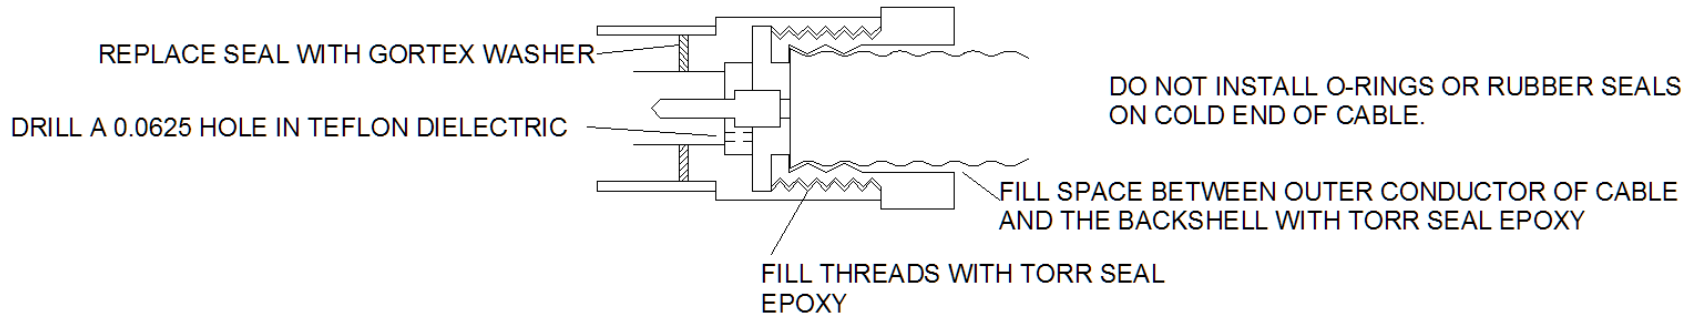 REPLACE SEAL WITH GORTEX WASHER
DO NOT INSTALL O-RINGS OR RUBBER SEALS
ON COLD END OF CABLE.
DRILL A 0.0625 HOLE IN TEFLON DIELECTRIC
FILL SPACE BETWEEN OUTER CONDUCTOR OF CABLE
AND THE BACKSHELL WITH TORR SEAL EPOXY
FILL THREADS WITH TORR SEAL
EPOXY